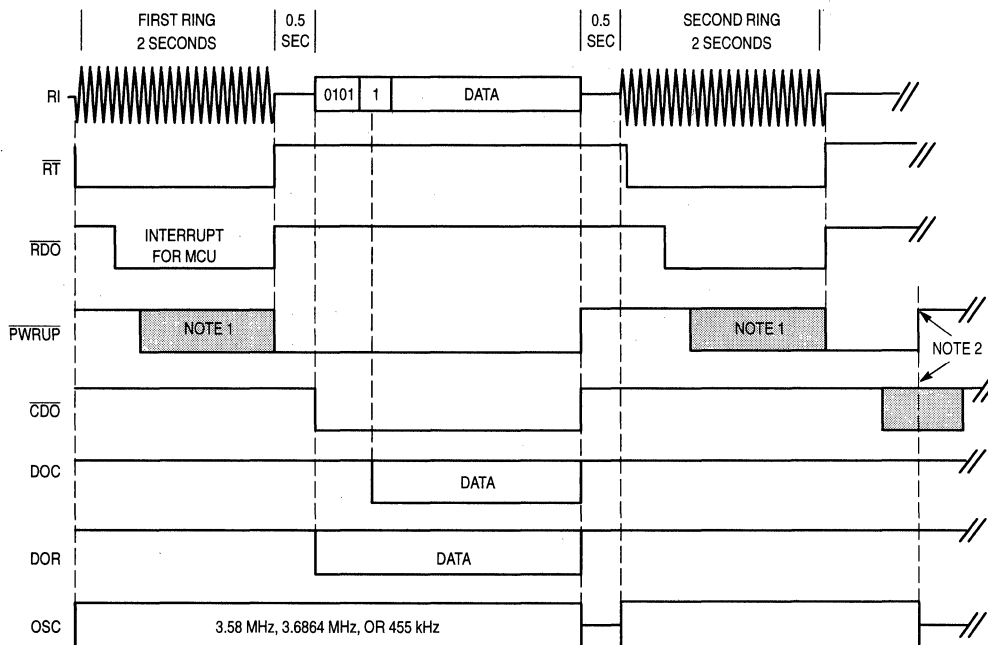 FIRST RING
2 SECONDS
0.5
SEC
0.5
SEC
SECOND RING
2 SECONDS
RI
0101
1
DATA
RT
RDO
INTERRUPT
FOR MCU
PWRUP
NOTE 1
NOTE 1
NOTE 2
CDO
DOC
DATA
DOR
DATA
OSC
3.58 MHz, 3.6864 MHz, OR 455 kHz